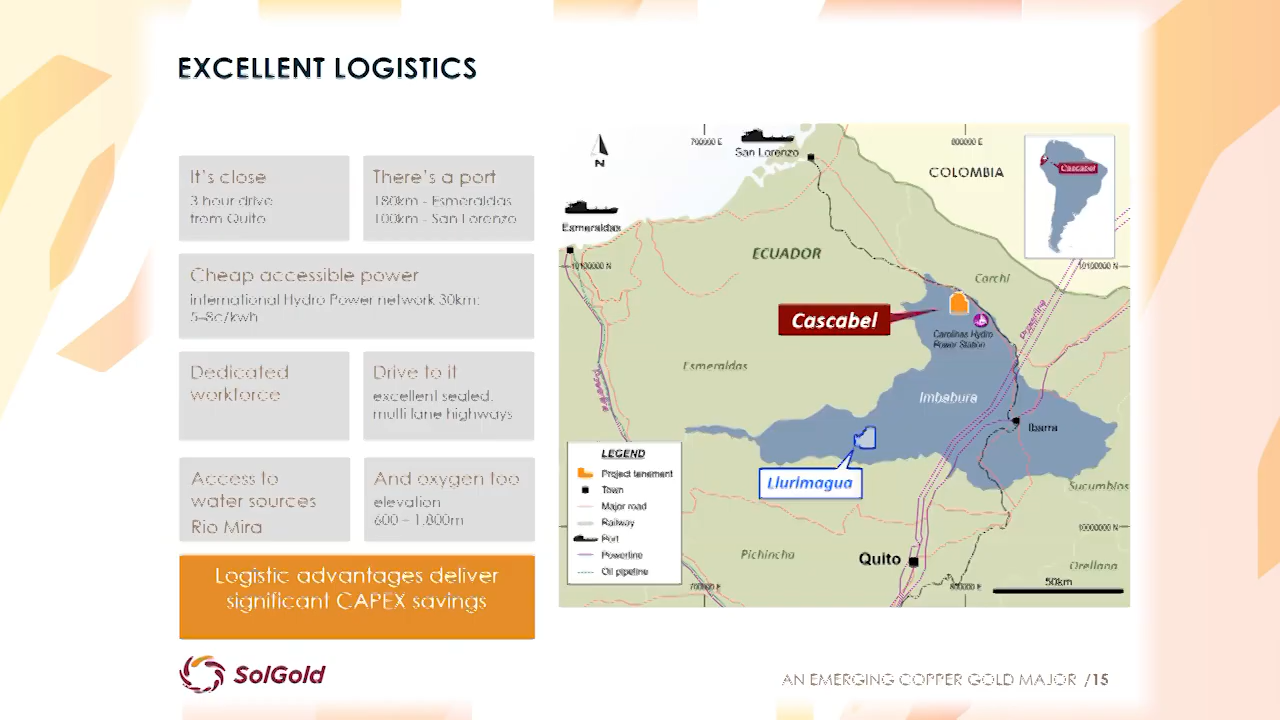 EXCELLENT LOGISTICS
It's close
3 hour drive
from Quito
There's a port
180km - Esmeraldas
100km - San Lorenzo
Cheap accessible power
international Hydro Power network 30km:
5–8c/kwh
Dedicated
workforce
Drive to it
excellent sealed,
multi lane highways
Access to
water sources
Rio Mira
And oxygen too
elevation
600 – 1,800m
Logistic advantages deliver
significant CAPEX savings
700000 E
San Lorenzo
800000 E
N
COLOMBIA
Cascabel
Esmeraldas
ECUADOR
10100000 N
10100000 N
Carchi
Cascabel
Carolinas Hydro
Power Station
Esmeraldas
Imbabura
Ibarra
LEGEND
Project tenement
Town
Major road
Railway
Port
Powerline
Oil pipeline
Llurimagua
Sucumbios
10000000 N
Pichincha
Quito
Orellana
700000 E
800000 E
50km
SolGold
AN EMERGING COPPER GOLD MAJOR /15